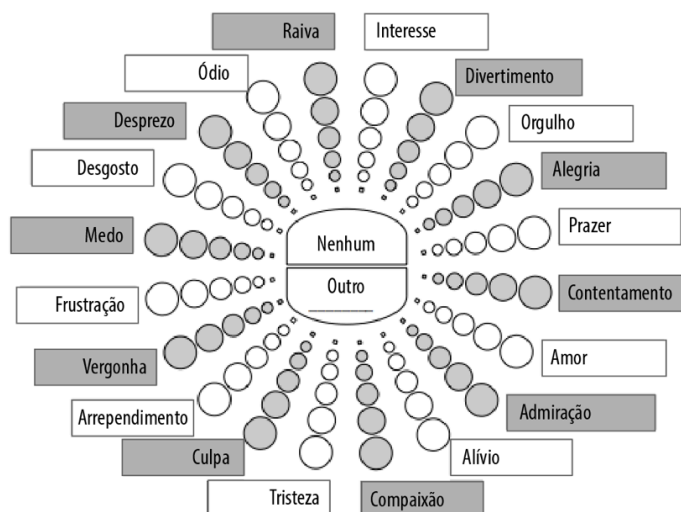 Raiva
Interesse
Ódio
Divertimento
Desprezo
Orgulho
Desgosto
Alegria
Medo
Prazer
Nenhum
Outro
Frustração
Contentamento
Vergonha
Amor
Arrependimento
Admiração
Culpa
Alívio
Tristeza
Compaixão